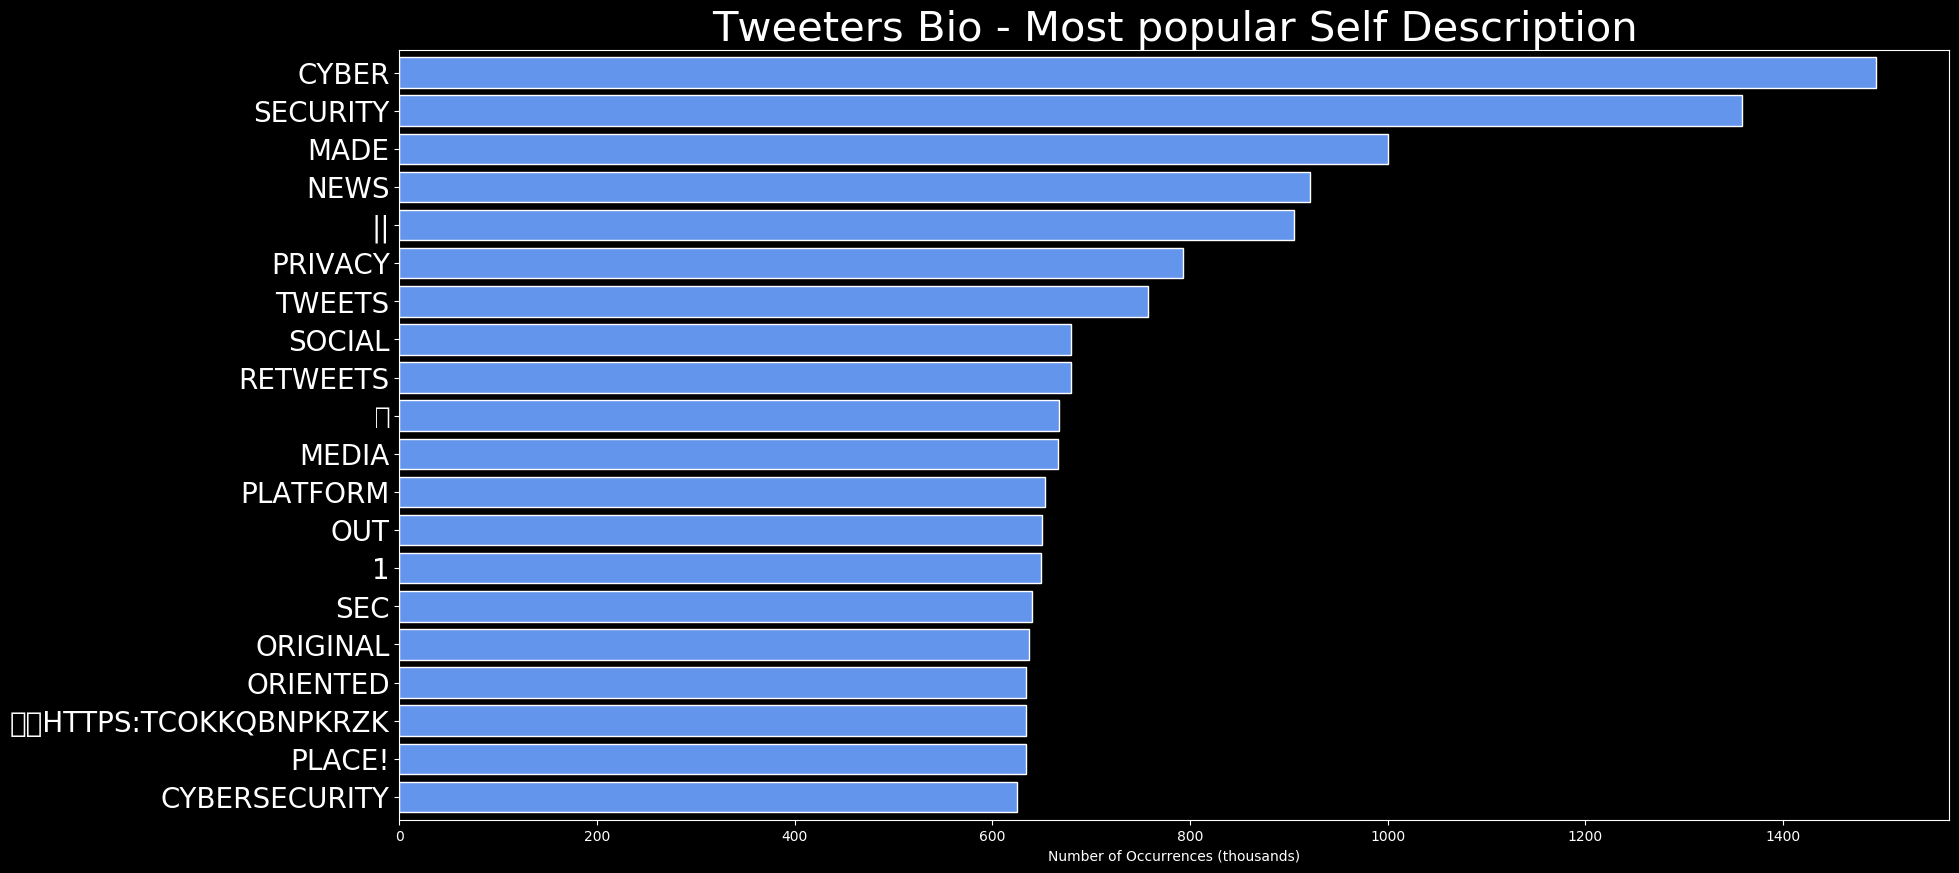 Tweeters Bio - Most popular Self Description
CYBER
SECURITY
MADE
NEWS
||
PRIVACY
TWEETS
SOCIAL
RETWEETS
MEDIA
PLATFORM
OUT
1
SEC
ORIGINAL
ORIENTED
HTTPS:TCOKKQBNPKRZK
PLACE!
CYBERSECURITY
0 200 400 600 800 1000 1200 1400
Number of Occurrences (thousands)